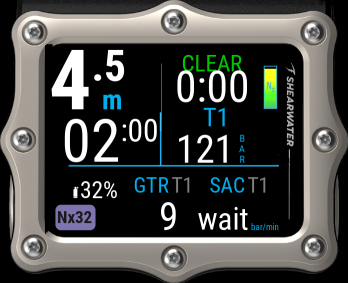 4.5 m
CLEAR
0:00
02:00
T1
121 BAR
N₂
SHEARWATER
32%
GTR T1 SAC T1
Nx32
9 wait bar/min